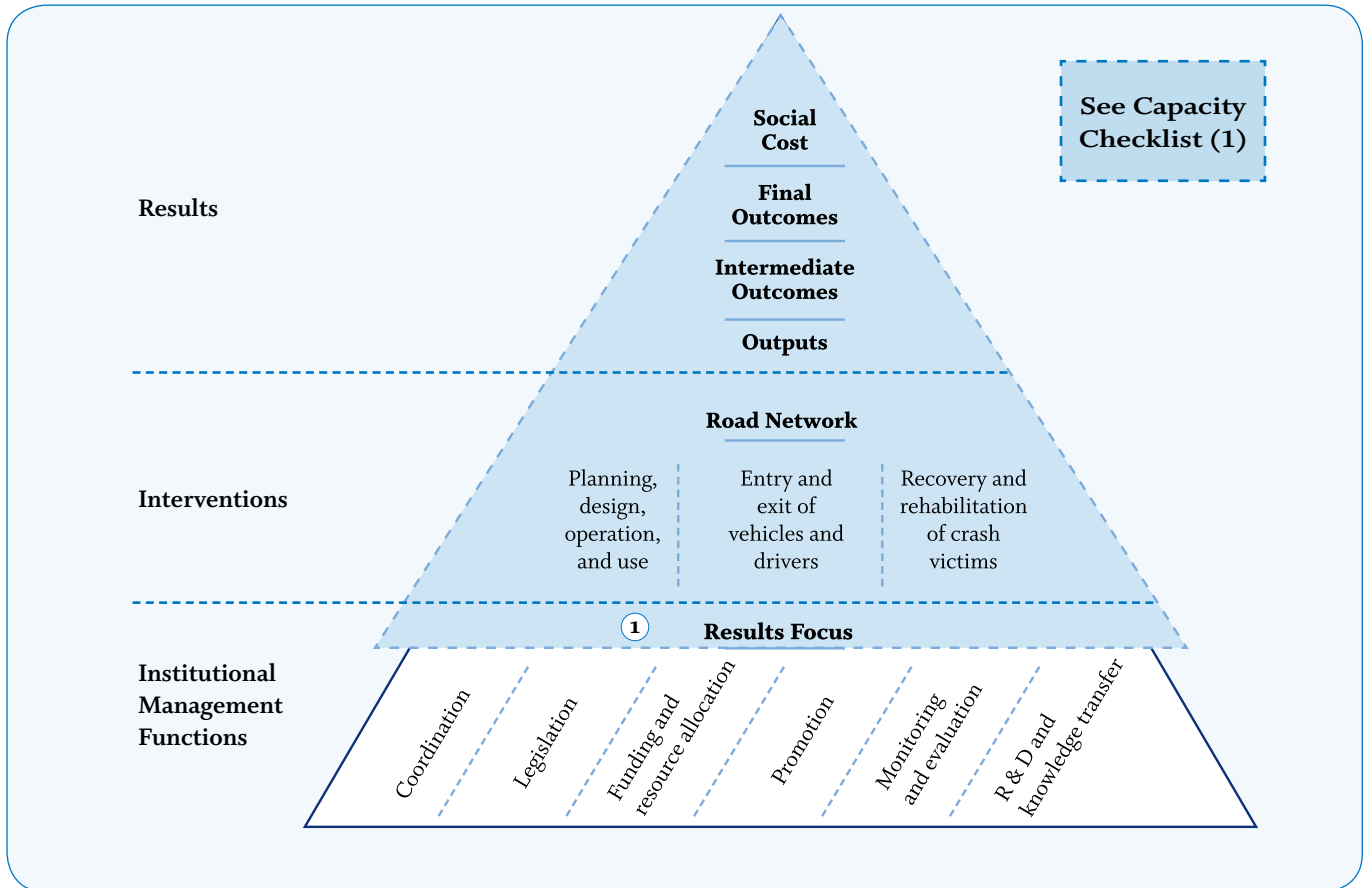 See Capacity
Checklist (1)
Results
Social
Cost
Final
Outcomes
Intermediate
Outcomes
Outputs
Interventions
Road Network
Planning,
design,
operation,
and use
Entry and
exit of
vehicles and
drivers
Recovery and
rehabilitation
of crash
victims
Institutional
Management
Functions
1
Results Focus
Coordination
Legislation
Funding and
resource allocation
Promotion
Monitoring
and evaluation
R & D and
knowledge transfer